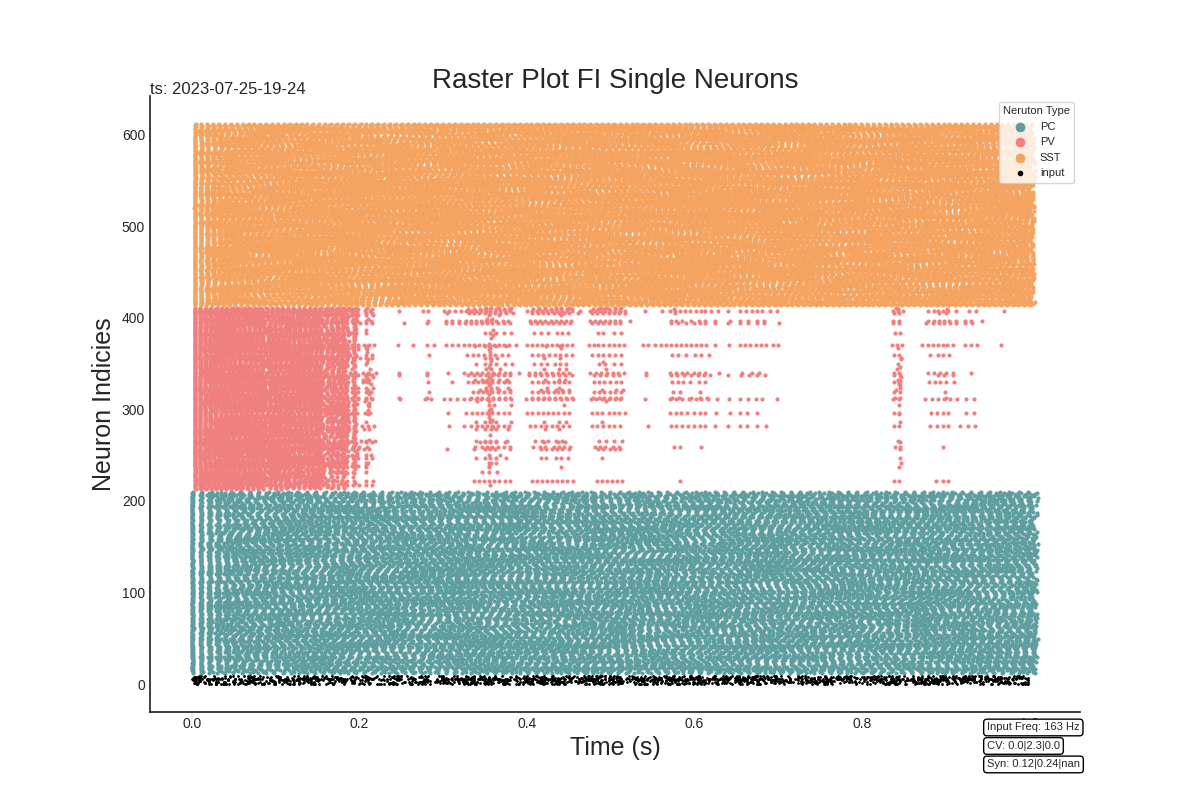 Raster Plot FI Single Neurons
ts: 2023-07-25-19-24
Neruton Type
PC
PV
SST
input
600
500
400
300
200
100
0
Neuron Indicies
0.0 0.2 0.4 0.6 0.8
Time (s)
Input Freq: 163 Hz
CV: 0.0|2.3|0.0
Syn: 0.12|0.24|nan